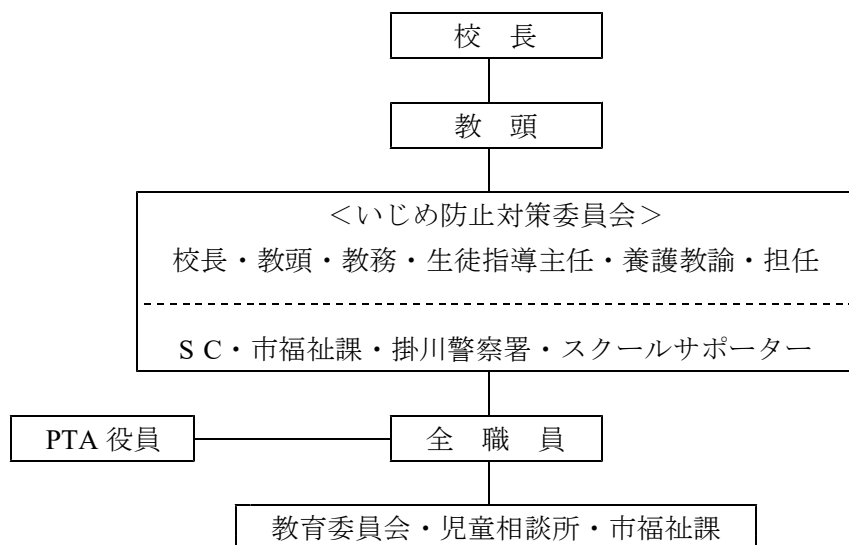 校 長
教 頭
＜いじめ防止対策委員会＞
校長・教頭・教務・生徒指導主任・養護教諭・担任
ＳＣ・市福祉課・掛川警察署・スクールサポーター
PTA 役員
全 職 員
教育委員会・児童相談所・市福祉課